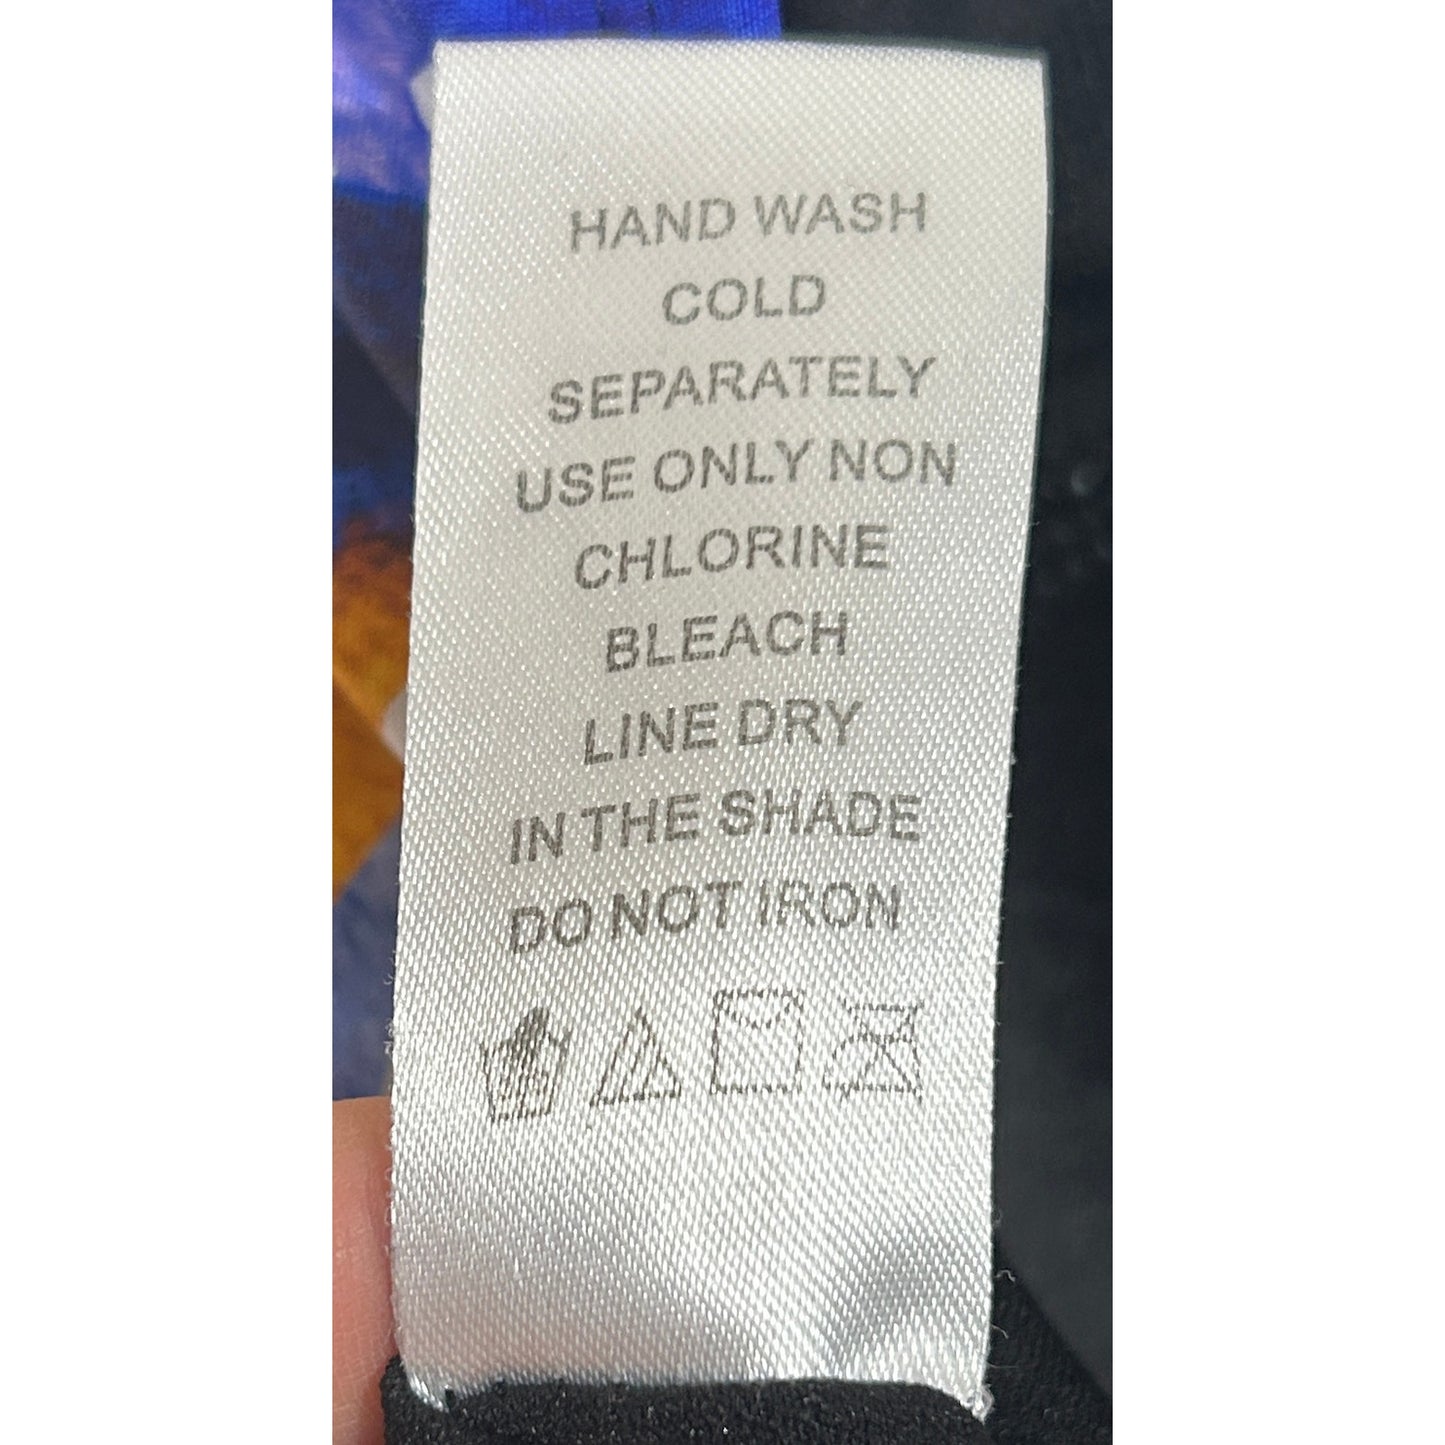 HAND WASH
COLD
SEPARATELY
USE ONLY NON
CHLORINE
BLEACH
LINE DRY
IN THE SHADE
DO NOT IRON